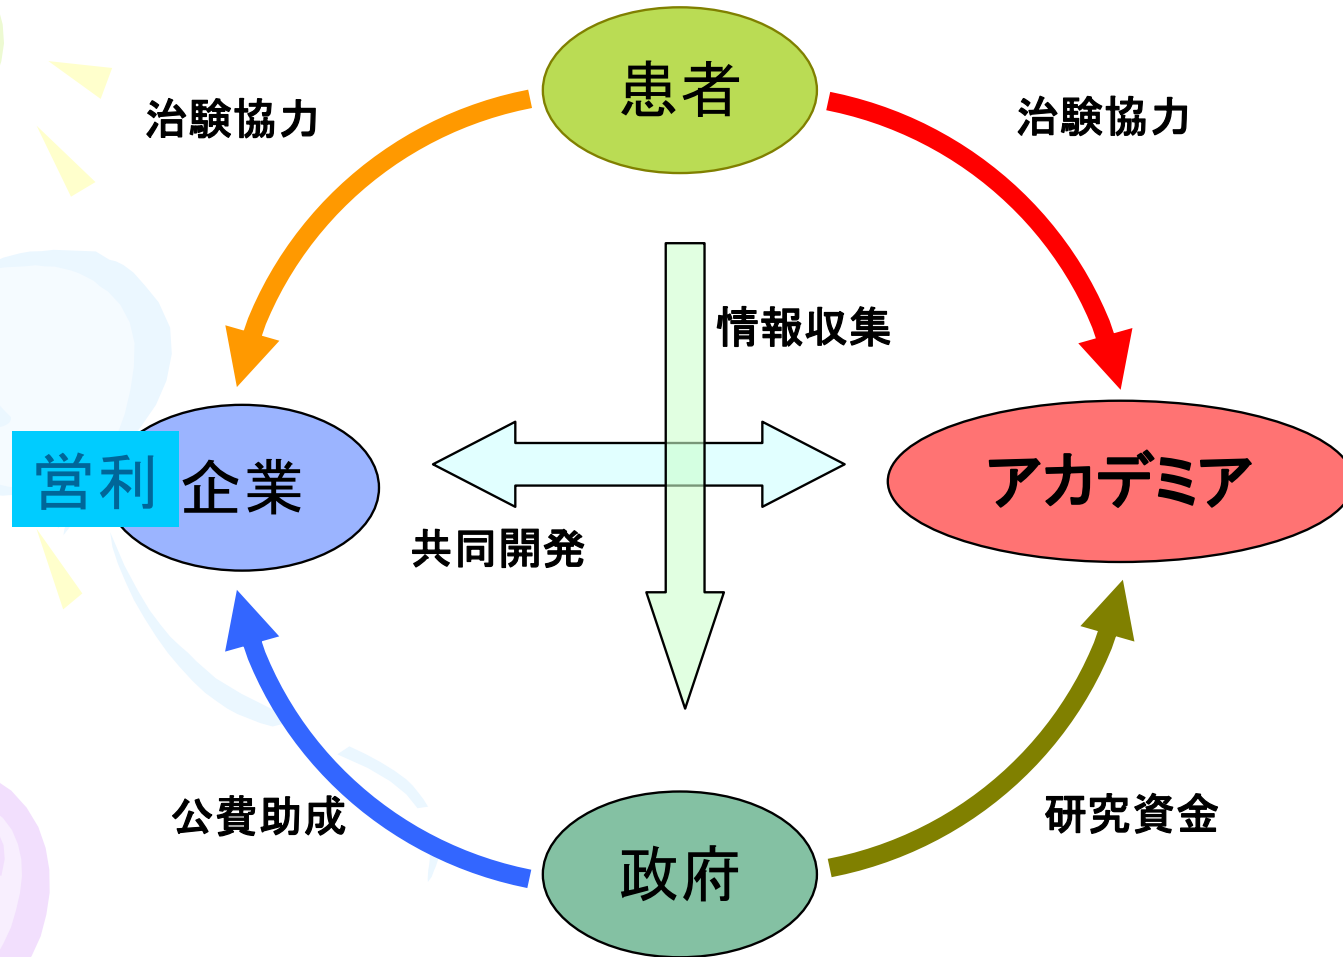 患者
治験協力
治験協力
情報収集
営利
企業
アカデミア
共同開発
公費助成
研究資金
政府